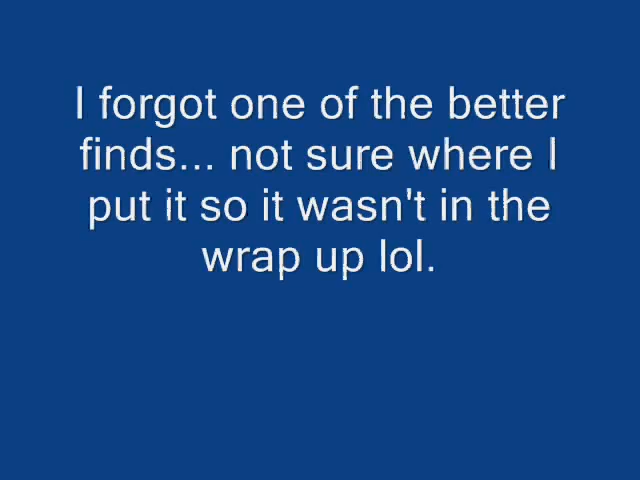 I forgot one of the better
finds... not sure where I
put it so it wasn't in the
wrap up lol.